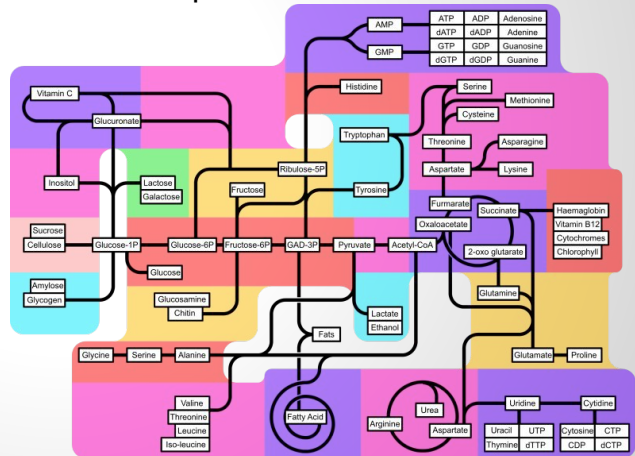 AMP
ATP ADP Adenosine
dATP dADP Adenine
GMP
GTP GDP Guanosine
dGTP dGDP Guanine
Vitamin C
Histidine
Serine
Methionine
Cysteine
Glucuronate
Tryptophan
Threonine
Asparagine
Ribulose-5P
Aspartate
Lysine
Inositol
Lactose
Galactose
Fructose
Tyrosine
Furmarate
Succinate
Haemaglobin
Vitamin B12
Cytochromes
Chlorophyll
Oxaloacetate
Sucrose
Cellulose
Glucose-1P
Glucose-6P
Fructose-6P
GAD-3P
Pyruvate
Acetyl-CoA
2-oxo glutarate
Glucose
Amylose
Glycogen
Glucosamine
Chitin
Glutamine
Lactate
Ethanol
Fats
Glycine
Serine
Alanine
Glutamate
Proline
Valine
Threonine
Leucine
Iso-leucine
Fatty Acid
Urea
Arginine
Aspartate
Uridine
Cytidine
Uracil UTP
Thymine dTTP
Cytosine CTP
CDP dCTP